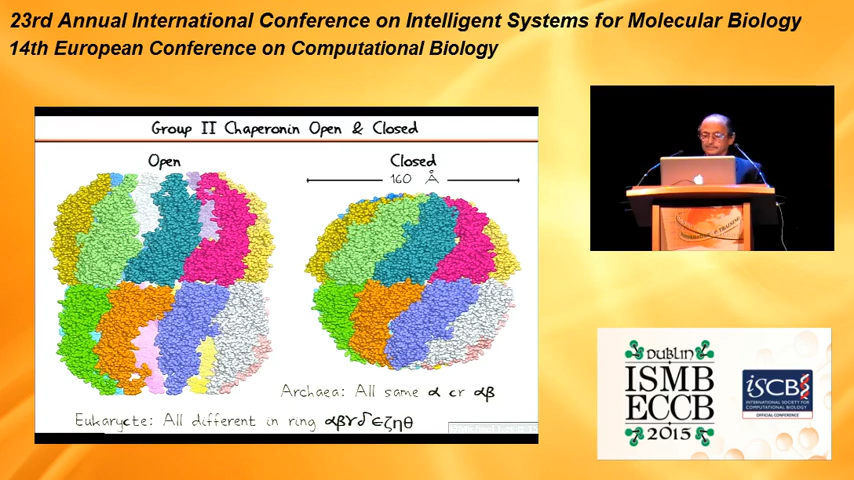 23rd Annual International Conference on Intelligent Systems for Molecular Biology
14th European Conference on Computational Biology
Group II Chaperonin Open & Closed
Open
Closed
160 Å
Archaea: All same α or αβ
Eukaryote: All different in ring αβγδεζηθ
DUBLIN
ISMB
ECCB
2015
ISCB
INTERNATIONAL SOCIETY FOR
COMPUTATIONAL BIOLOGY
OFFICIAL CONFERENCE
TRAINING